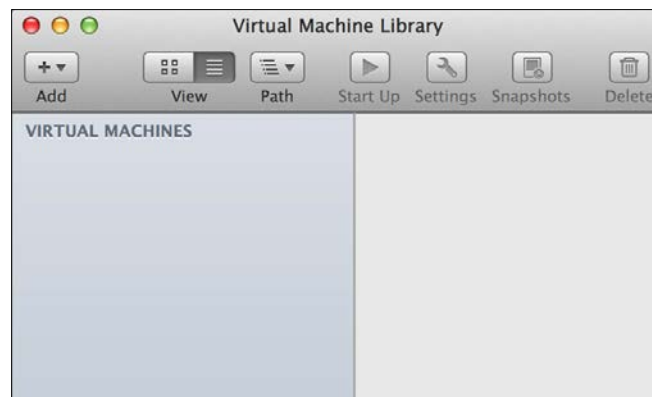 Virtual Machine Library
Add View Path Start Up Settings Snapshots Delete
VIRTUAL MACHINES